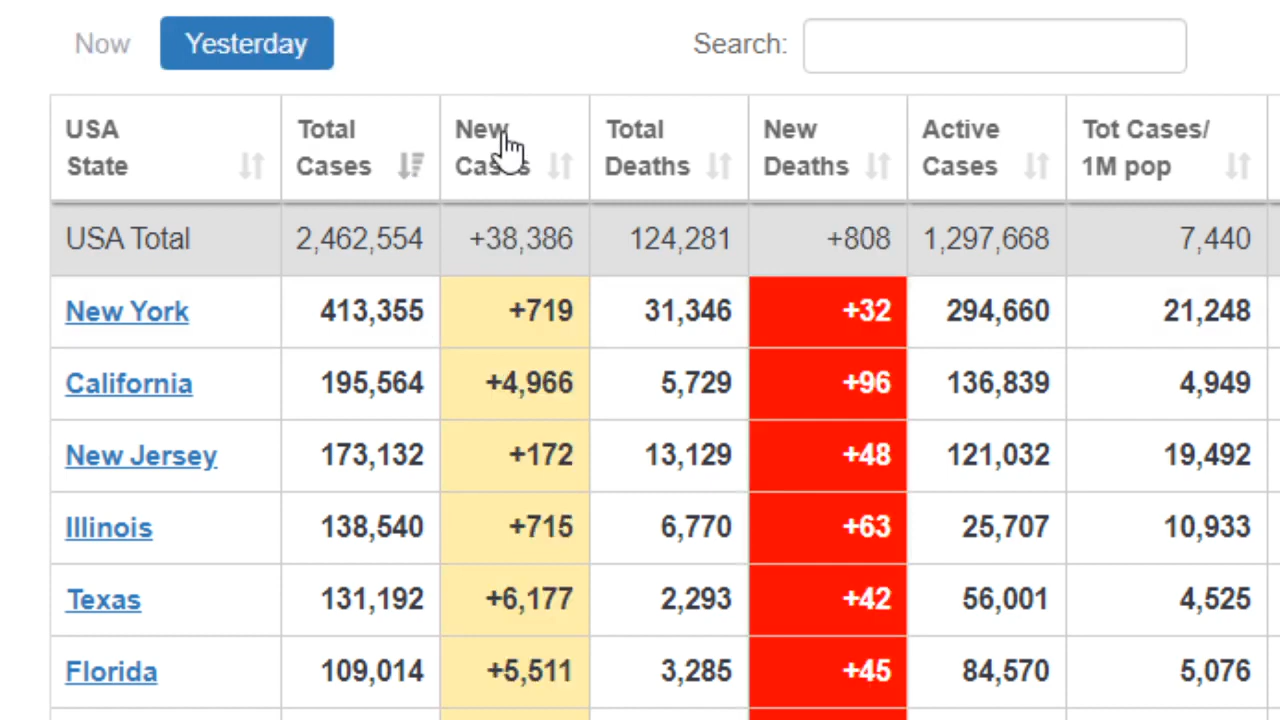 Now Yesterday Search:
USA State Total Cases New Cases Total Deaths New Deaths Active Cases Tot Cases/ 1M pop
USA Total 2,462,554 +38,386 124,281 +808 1,297,668 7,440
New York 413,355 +719 31,346 +32 294,660 21,248
California 195,564 +4,966 5,729 +96 136,839 4,949
New Jersey 173,132 +172 13,129 +48 121,032 19,492
Illinois 138,540 +715 6,770 +63 25,707 10,933
Texas 131,192 +6,177 2,293 +42 56,001 4,525
Florida 109,014 +5,511 3,285 +45 84,570 5,076